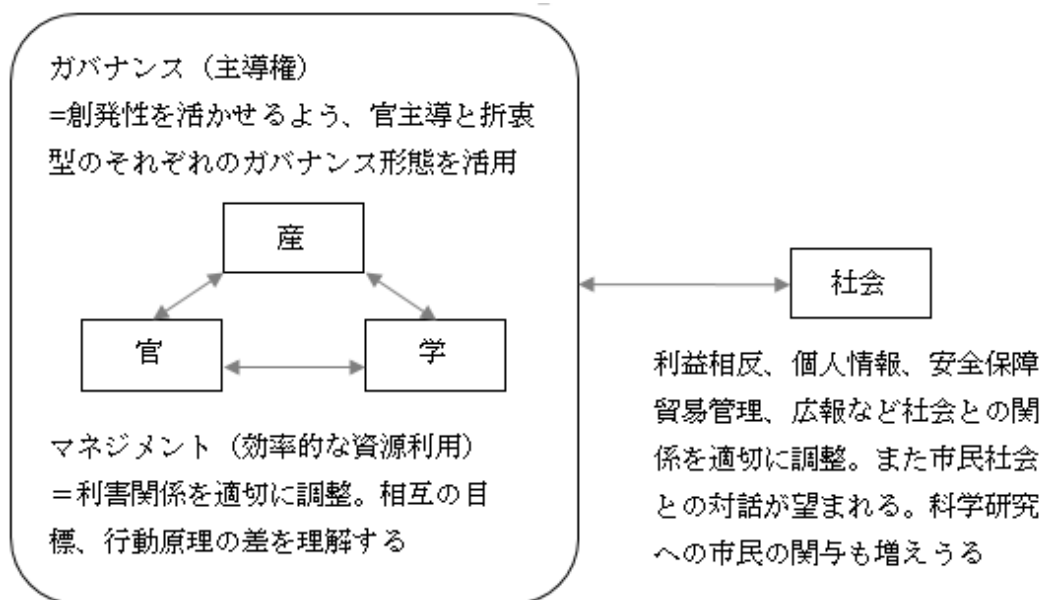 ガバナンス（主導権）
=創発性を活かせるよう、官主導と折衷
型のそれぞれのガバナンス形態を活用
産
官
学
マネジメント（効率的な資源利用）
＝利害関係を適切に調整。相互の目
標、行動原理の差を理解する
社会
利益相反、個人情報、安全保障
貿易管理、広報など社会との関
係を適切に調整。また市民社会
との対話が望まれる。科学研究
への市民の関与も増えうる